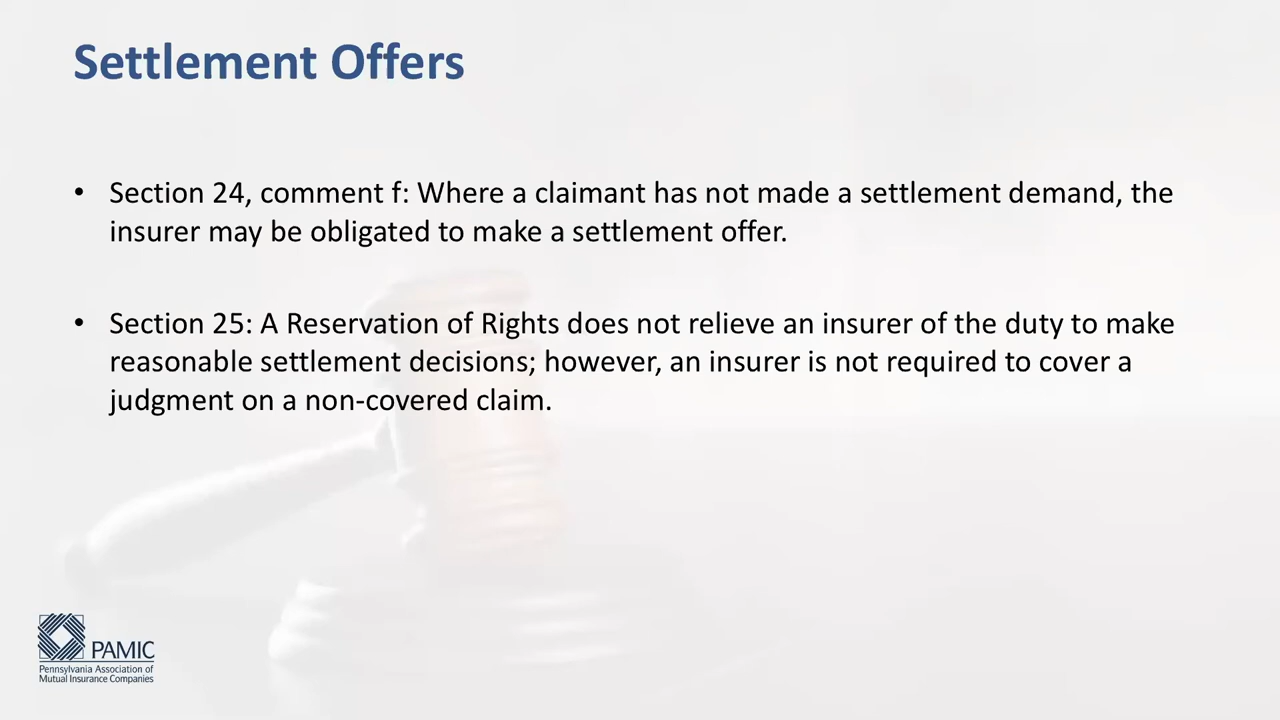 Settlement Offers
• Section 24, comment f: Where a claimant has not made a settlement demand, the
insurer may be obligated to make a settlement offer.
• Section 25: A Reservation of Rights does not relieve an insurer of the duty to make
reasonable settlement decisions; however, an insurer is not required to cover a
judgment on a non-covered claim.
PAMIC
Pennsylvania Association of
Mutual Insurance Companies